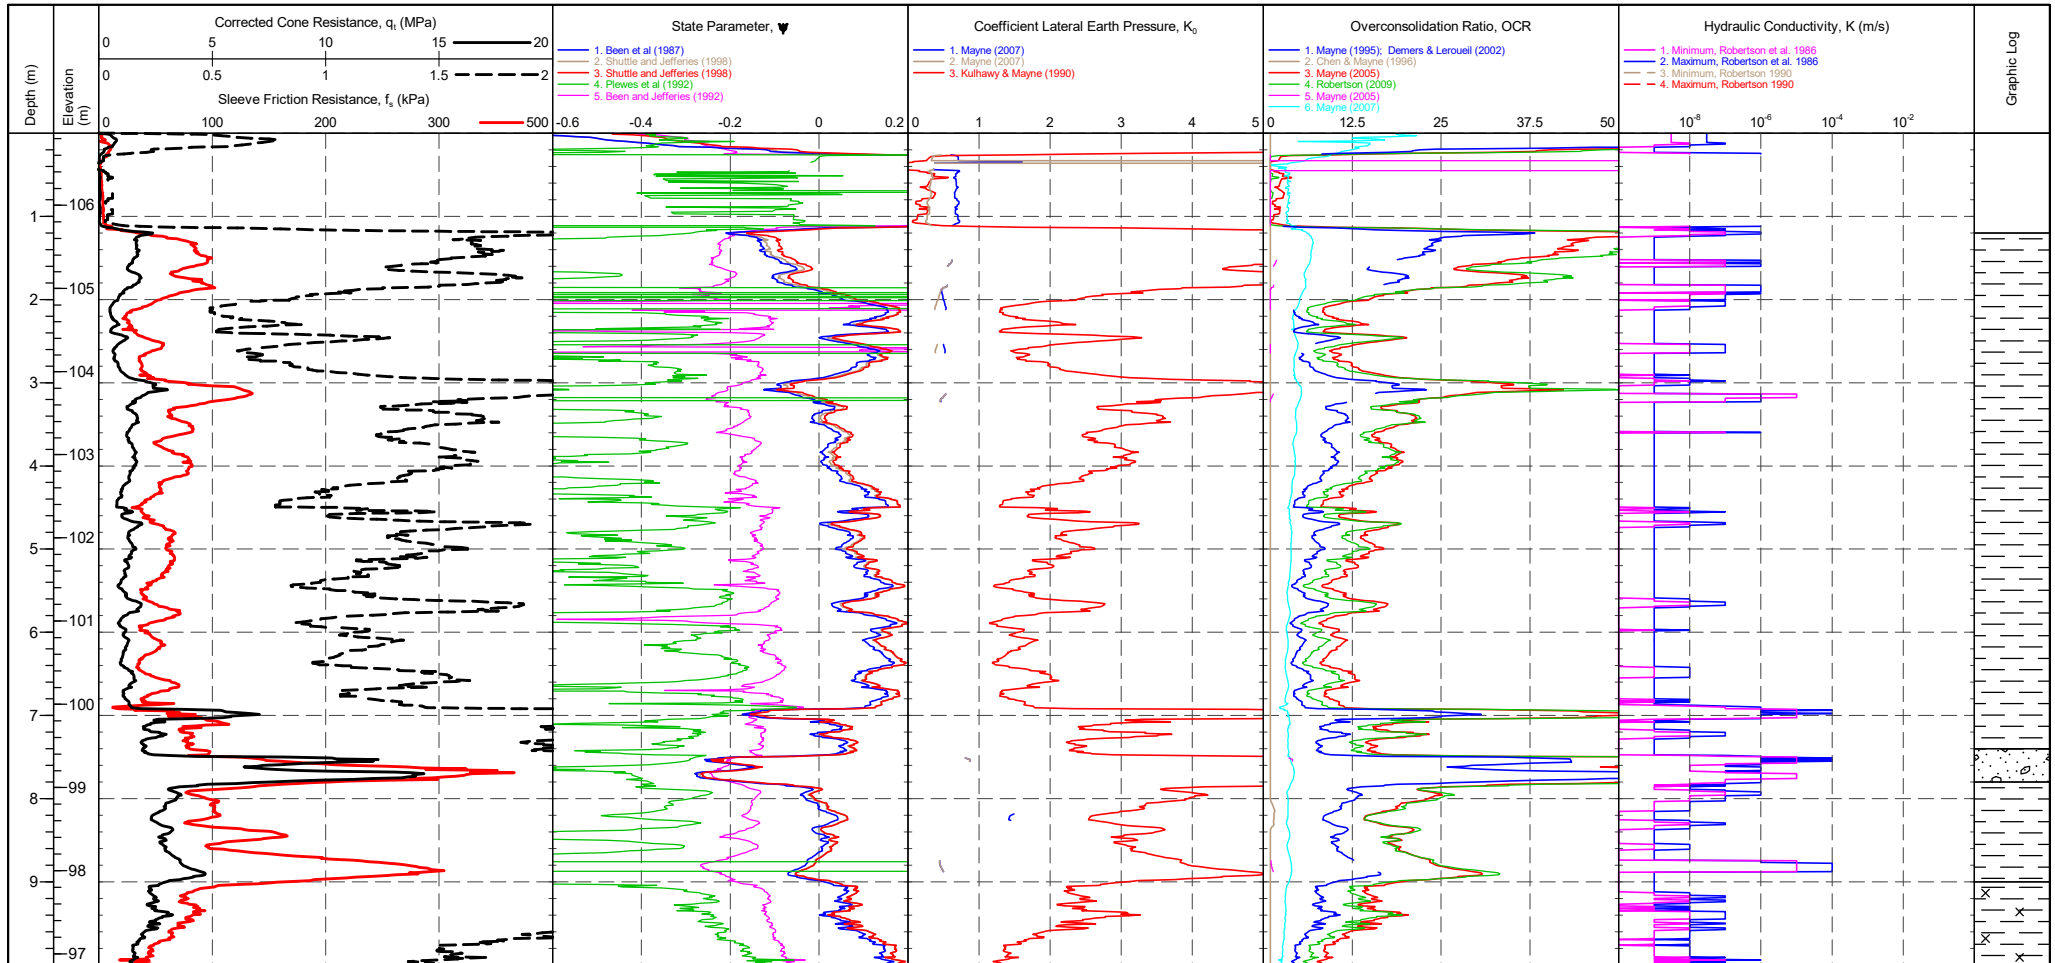 Depth (m)
Elevation (m)
Corrected Cone Resistance, qt (MPa)
0 5 10 15 20
0 0.5 1 1.5 2
Sleeve Friction Resistance, fs (kPa)
0 100 200 300 500
State Parameter, ψ
1. Been et al (1987)
2. Shuttle and Jefferies (1998)
3. Shuttle and Jefferies (1998)
4. Plewes et al (1992)
5. Been and Jefferies (1992)
-0.6 -0.4 -0.2 0 0.2
Coefficient Lateral Earth Pressure, K0
1. Mayne (2007)
2. Mayne (2007)
3. Kulhawy & Mayne (1990)
0 1 2 3 4 5
Overconsolidation Ratio, OCR
1. Mayne (1995); Demers & Leroueil (2002)
2. Chen & Mayne (1996)
3. Mayne (2005)
4. Robertson (2009)
5. Mayne (2005)
6. Mayne (2007)
0 12.5 25 37.5 50
Hydraulic Conductivity, K (m/s)
1. Minimum, Robertson et al. 1986
2. Maximum, Robertson et al. 1986
3. Minimum, Robertson 1990
4. Maximum, Robertson 1990
10-8 10-6 10-4 10-2
Graphic Log
106
1
105
2
104
3
103
4
102
5
101
6
100
7
99
8
98
9
97